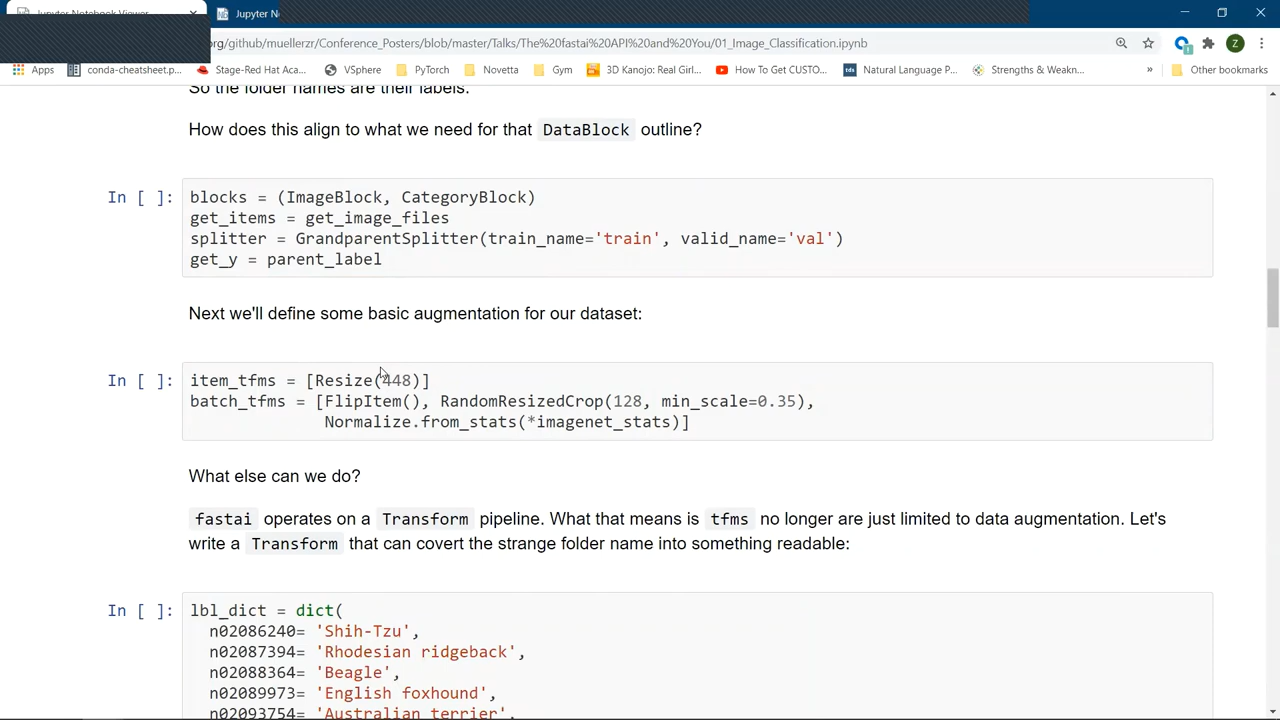 Jupyter Notebook Viewer
Jupyter N
org/github/muellerzr/Conference_Posters/blob/master/Talks/The%20fastai%20API%20and%20You/01_Image_Classification.ipynb
Z
Apps
conda-cheatsheet.p...
Stage-Red Hat Aca...
VSphere
PyTorch
Novetta
Gym
3D Kanojo: Real Girl...
How To Get CUSTO...
tds
Natural Language P...
Strengths & Weakn...
»
Other bookmarks
So the folder names are their labels.
How does this align to what we need for that DataBlock outline?
In [ ]:
blocks = (ImageBlock, CategoryBlock)
get_items = get_image_files
splitter = GrandparentSplitter(train_name='train', valid_name='val')
get_y = parent_label
Next we'll define some basic augmentation for our dataset:
In [ ]:
item_tfms = [Resize(448)]
batch_tfms = [FlipItem(), RandomResizedCrop(128, min_scale=0.35),
Normalize.from_stats(*imagenet_stats)]
What else can we do?
fastai operates on a Transform pipeline. What that means is tfms no longer are just limited to data augmentation. Let's
write a Transform that can covert the strange folder name into something readable:
In [ ]:
lbl_dict = dict(
n02086240= 'Shih-Tzu',
n02087394= 'Rhodesian ridgeback',
n02088364= 'Beagle',
n02089973= 'English foxhound',
n02093754= 'Australian terrier',